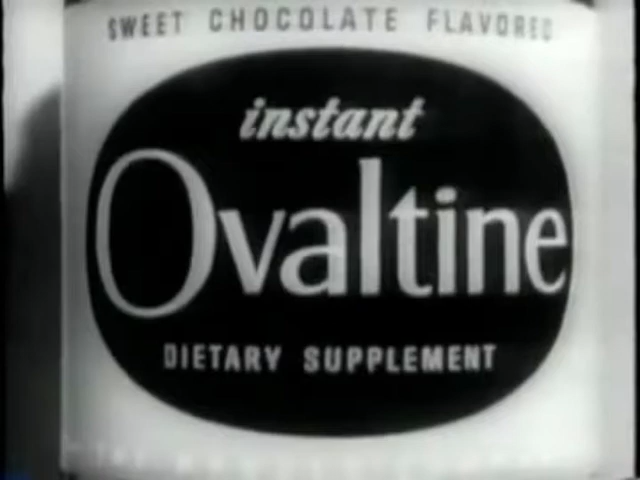 SWEET CHOCOLATE FLAVORED
instant
Ovaltine
DIETARY SUPPLEMENT